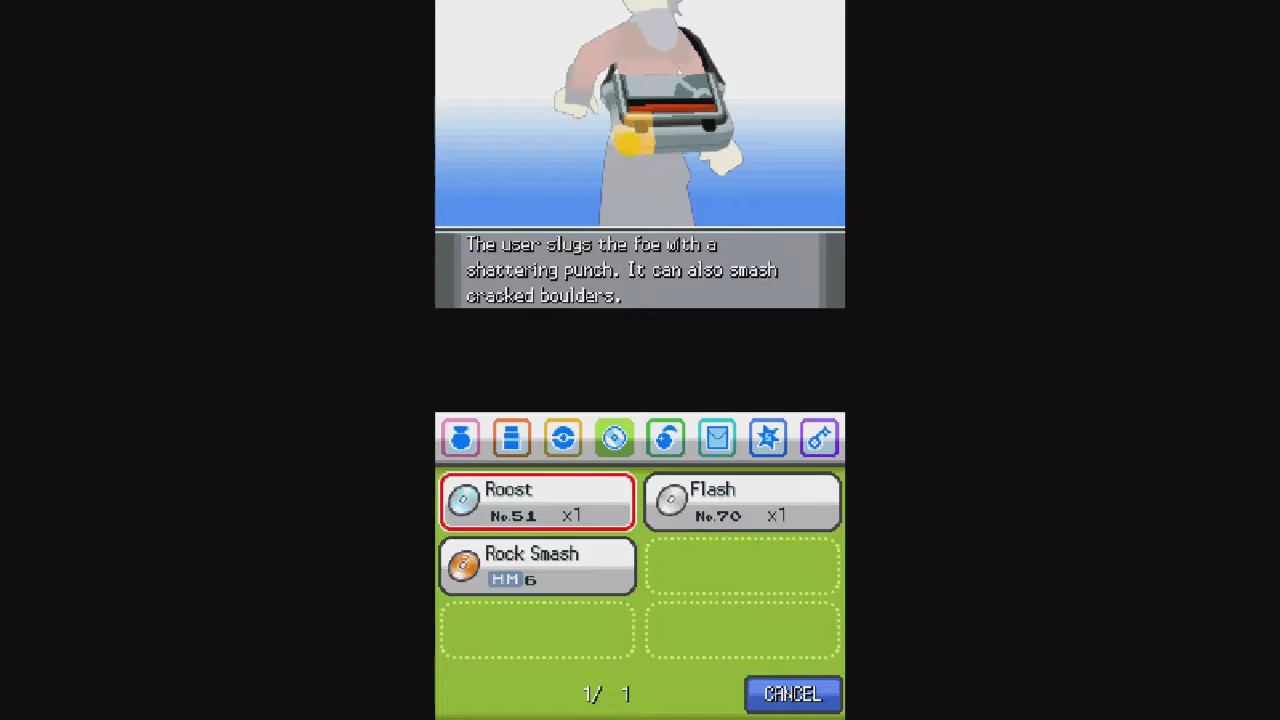 The user slugs the foe with a
shattering punch. It can also smash
cracked boulders.
Roost
No.51 x1
Flash
No.70 x1
Rock Smash
HM 6
1/ 1
CANCEL